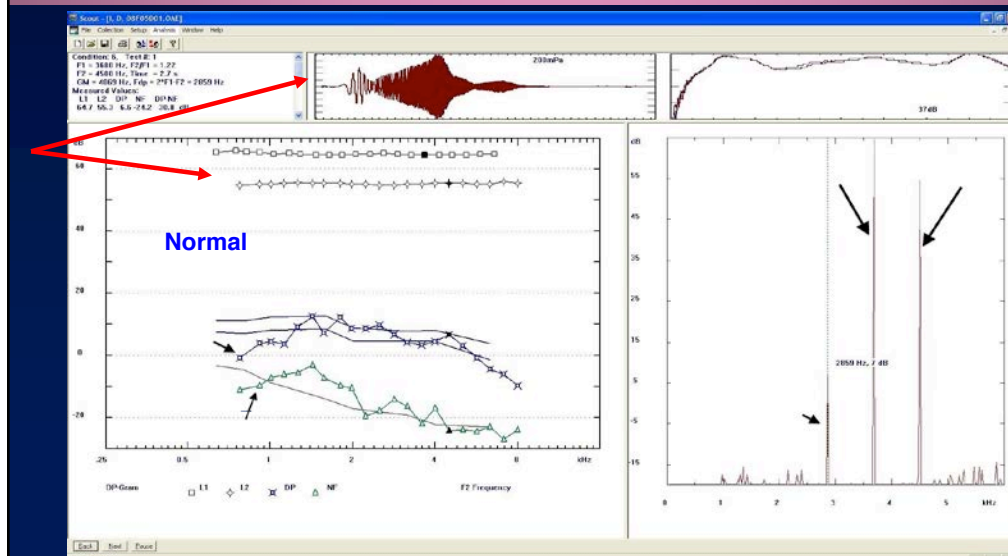 Scout - [I, D, 08F05D01.OAE]
File Collection Setup Analysis Window Help
Condition: 6, Test #: 1
F1 = 3600 Hz, F2/F1 = 1.22
F2 = 4500 Hz, Time = 2.7 s
GM = 4069 Hz, Fdp = 2*F1-F2 = 2859 Hz
Measured Values:
L1 L2 DP NF DP-NF
64.7 55.3 6.6 -24.2 30.8 dB
200mPa
37dB
dB
60
40
20
0
-20
Normal
.25 0.5 1 2 4 8 kHz
DP-Gram L1 L2 DP NF F2 Frequency
dB
55
45
35
25
15
5
-5
-15
2859 Hz, 7 dB
0 1 2 3 4 5 kHz
Back Next Pause